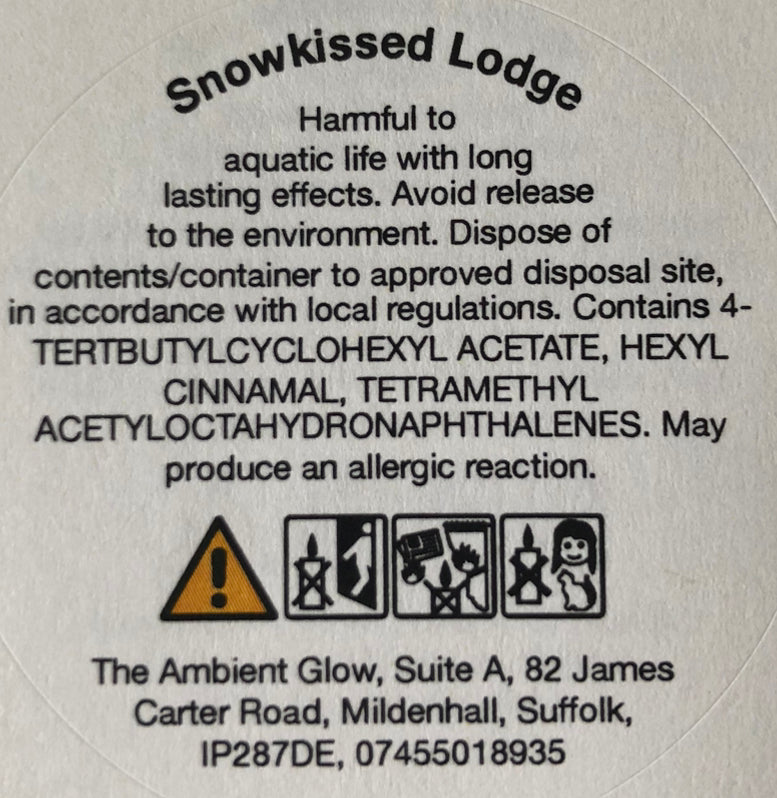 Snowkissed Lodge
Harmful to
aquatic life with long
lasting effects. Avoid release
to the environment. Dispose of
contents/container to approved disposal site,
in accordance with local regulations. Contains 4-
TERTBUTYLCYCLOHEXYL ACETATE, HEXYL
CINNAMAL, TETRAMETHYL
ACETYLOCTAHYDRONAPHTHALENES. May
produce an allergic reaction.
The Ambient Glow, Suite A, 82 James
Carter Road, Mildenhall, Suffolk,
IP287DE, 07455018935